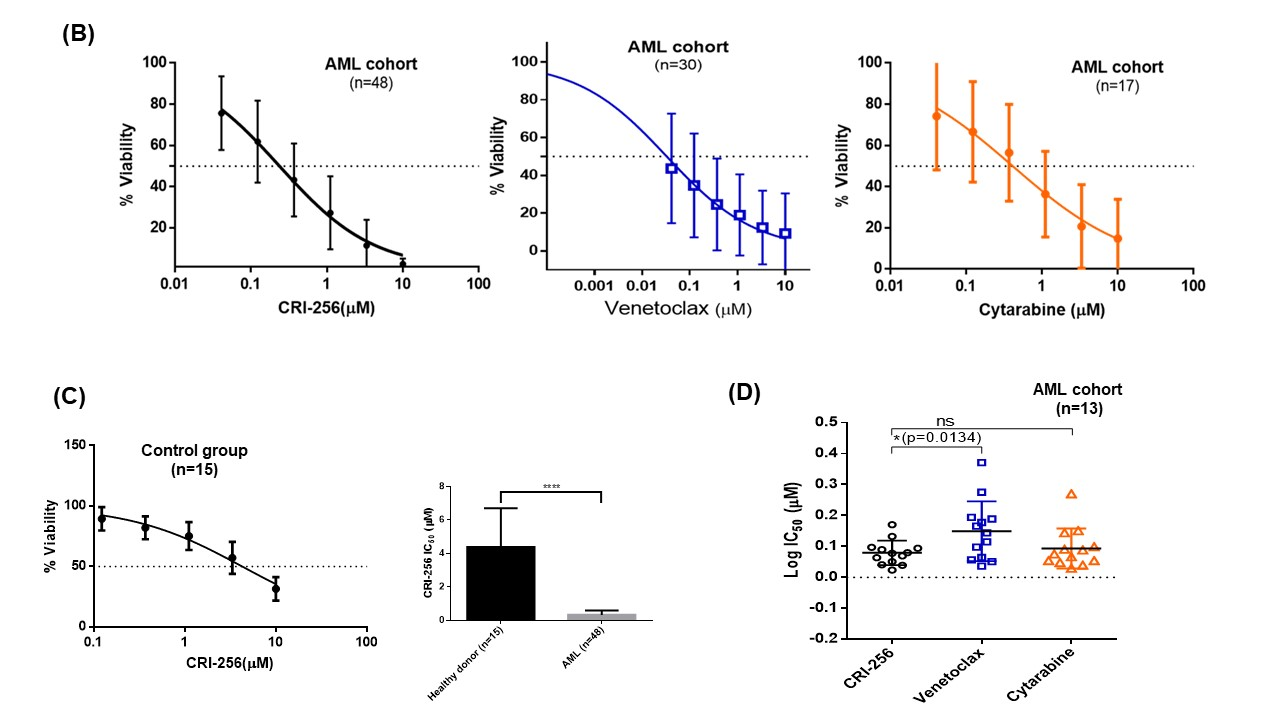 (B)
AML cohort
(n=48)
% Viability
100
80
60
40
20
0.01
0.1
1
10
100
CRI-256(μM)
AML cohort
(n=30)
% Viability
100
80
60
40
20
0
0.001
0.01
0.1
1
10
Venetoclax (μM)
AML cohort
(n=17)
% Viability
100
80
60
40
20
0
0.01
0.1
1
10
100
Cytarabine (μM)
(C)
Control group
(n=15)
% Viability
150
100
50
0
0.1
1
10
100
CRI-256(μM)
****
CRI-256 IC50 (μM)
8
6
4
2
0
Healthy donor (n=15)
AML (n=48)
(D)
AML cohort
(n=13)
ns
*(p=0.0134)
Log IC50 (μM)
0.5
0.4
0.3
0.2
0.1
0.0
-0.1
-0.2
CRI-256
Venetoclax
Cytarabine